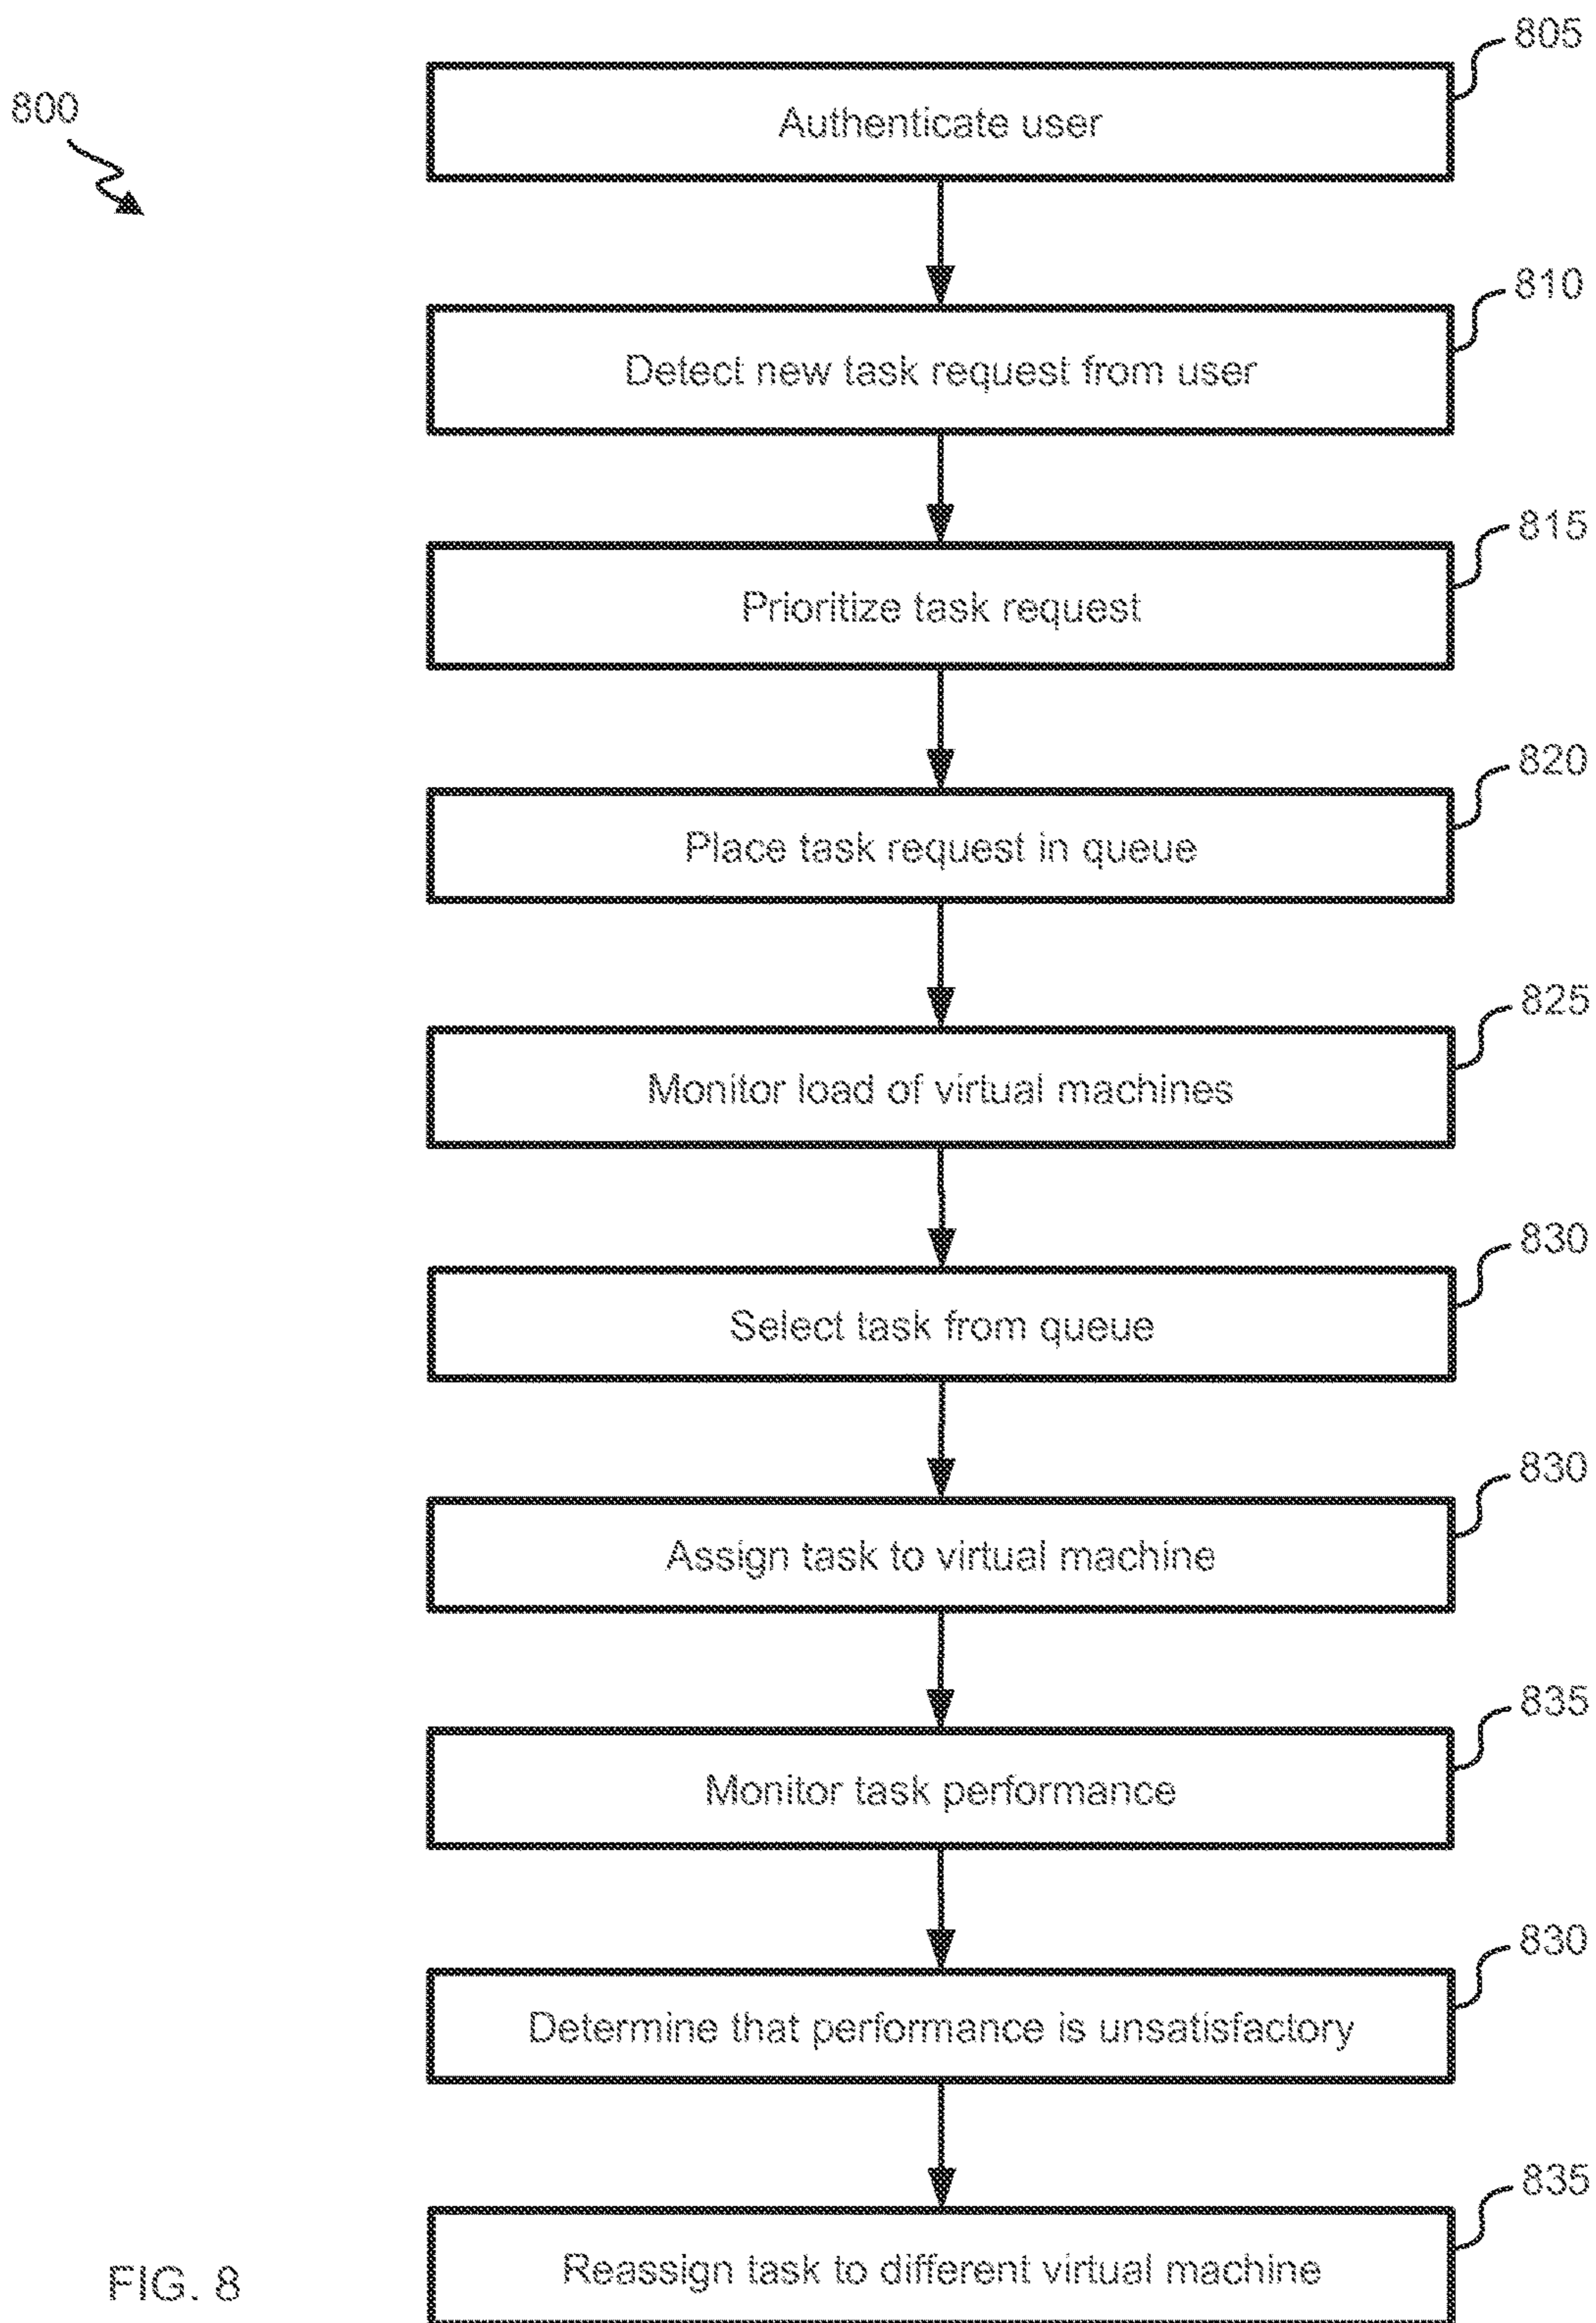 805
800
Authenticate user
810
Detect new task request from user
815
Prioritize task request
820
Place task request in queue
825
Monitor load of virtual machines
830
Select task from queue
830
Assign task to virtual machine
835
Monitor task performance
830
Determine that performance is unsatisfactory
835
Reassign task to different virtual machine
FIG. 8